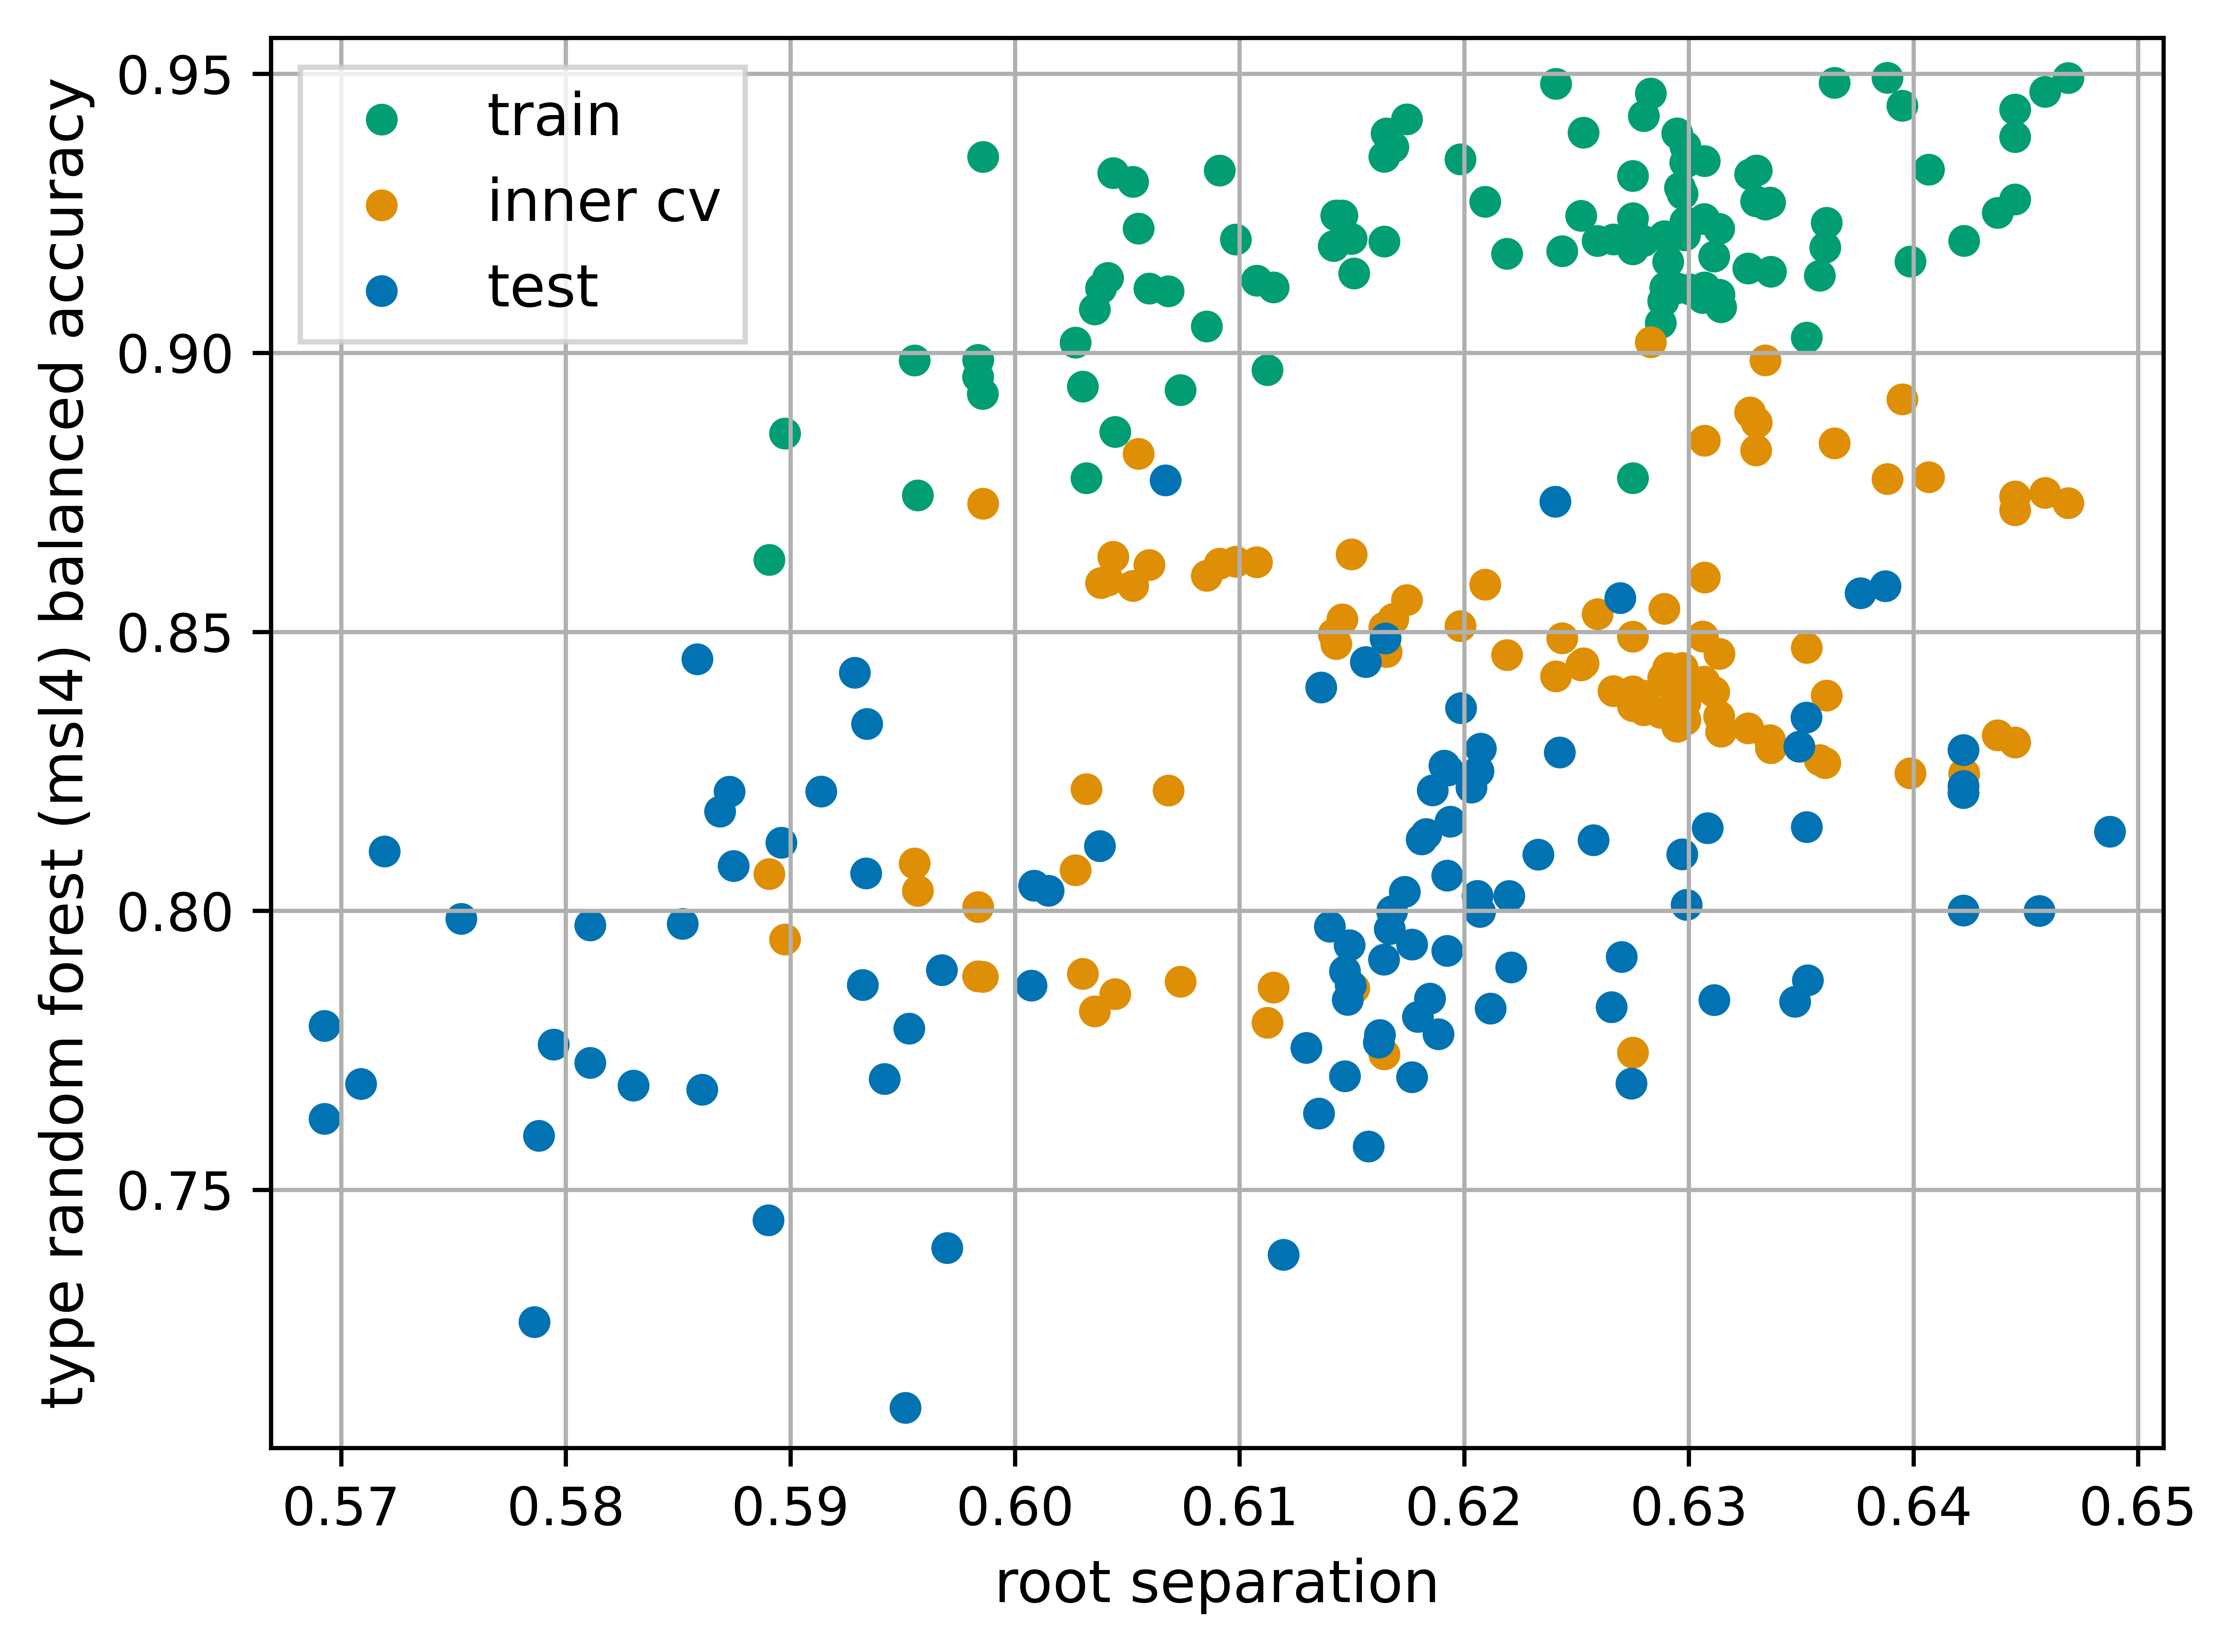 train
inner cv
test
type random forest (msl4) balanced accuracy
0.95
0.90
0.85
0.80
0.75
0.57 0.58 0.59 0.60 0.61 0.62 0.63 0.64 0.65
root separation